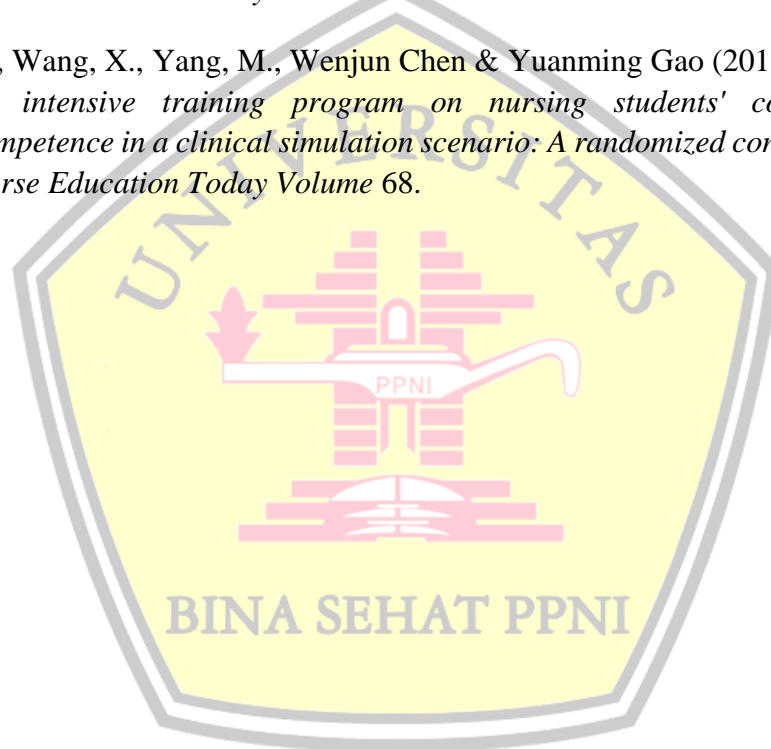 , Wang, X., Yang, M., Wenjun Chen & Yuanming Gao (201
intensive training program on nursing students' co
mpetence in a clinical simulation scenario: A randomized con
rse Education Today Volume 68.
UNIVERSITAS
PPNI
BINA SEHAT PPNI